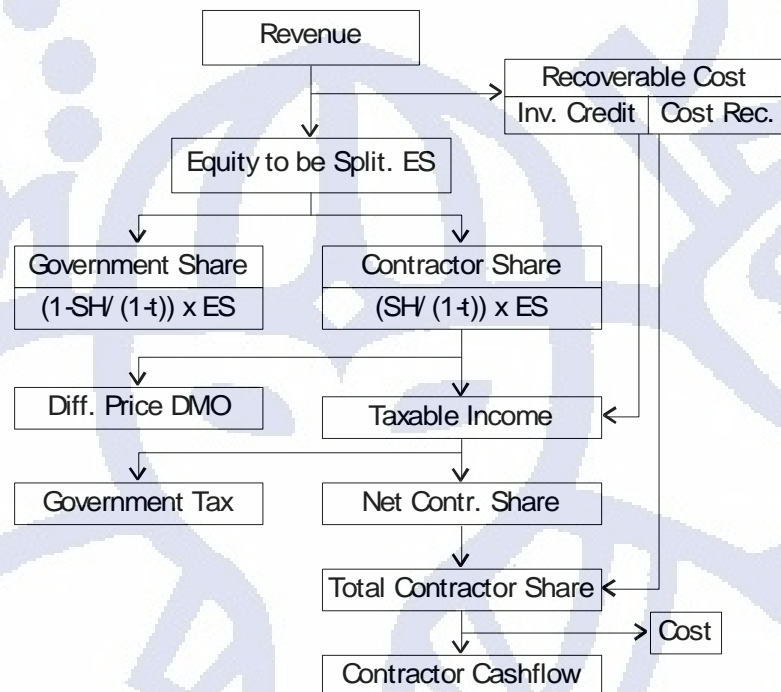 Revenue
Recoverable Cost
Inv. Credit Cost Rec.
Equity to be Split. ES
Government Share
(1-SH/ (1-t)) x ES
Contractor Share
(SH/ (1-t)) x ES
Diff. Price DMO
Taxable Income
Government Tax
Net Contr. Share
Total Contractor Share
Cost
Contractor Cashflow